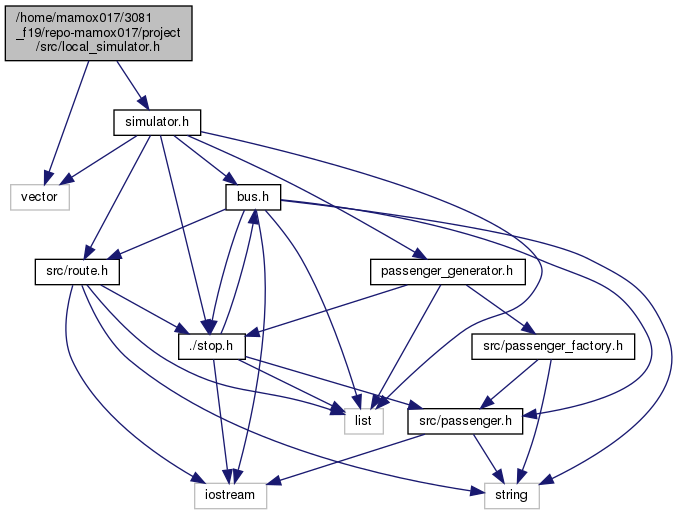 /home/mamox017/3081
_f19/repo-mamox017/project
/src/local_simulator.h
simulator.h
vector
bus.h
src/route.h
passenger_generator.h
./stop.h
src/passenger_factory.h
list
src/passenger.h
iostream
string